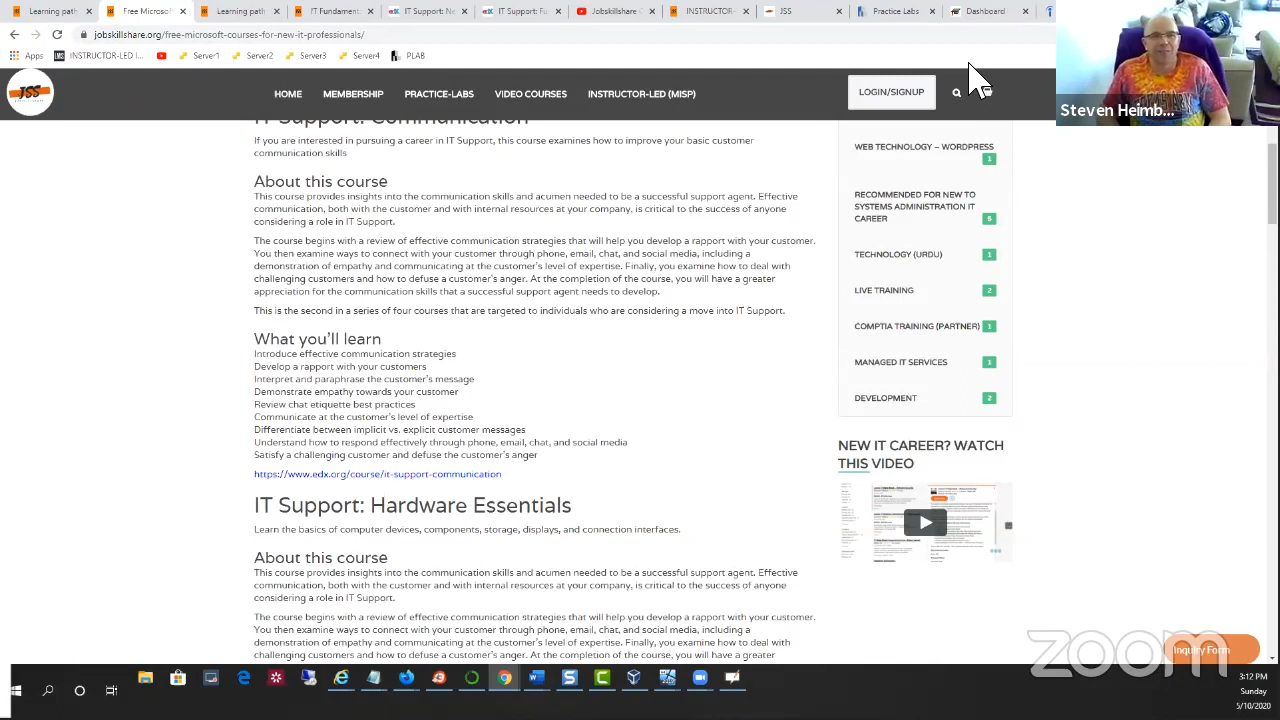 Learning path
Free Microsoft
Learning path
IT Fundament
IT Support: Ne
IT Support: Fu
Jobskillshare
INSTRUCTOR
JSS
Practice Labs
Dashboard
jobskillshare.org/free-microsoft-courses-for-new-it-professionals/
Apps
INSTRUCTOR-LED I...
Server1
Server2
Server3
Server4
PLAB
JSS
HOME
MEMBERSHIP
PRACTICE-LABS
VIDEO COURSES
INSTRUCTOR-LED (MISP)
LOGIN/SIGNUP
Steven Heimb...
If you are interested in pursuing a career in IT Support, this course examines how to improve your basic customer
communication skills
About this course
This course provides insights into the communication skills and acumen needed to be a successful support agent. Effective
communication, both with the customer and with internal resources at your company, is critical to the success of anyone
considering a role in IT Support.
The course begins with a review of effective communication strategies that will help you develop a rapport with your customer.
You then examine ways to connect with your customer through phone, email, chat, and social media, including a
demonstration of empathy and communicating at the customer's level of expertise. Finally, you examine how to deal with
challenging customers and how to defuse a customer's anger. At the completion of the course, you will have a greater
appreciation for the communication skills that a successful support agent needs to develop.
This is the second in a series of four courses that are targeted to individuals who are considering a move into IT Support.
What you'll learn
Introduce effective communication strategies
Develop a rapport with your customers
Interpret and paraphrase the customer's message
Demonstrate empathy towards your customer
Review chat etiquette best practices
Communicate at the customer's level of expertise
Differentiate between implicit vs. explicit customer messages
Understand how to respond effectively through phone, email, chat, and social media
Satisfy a challenging customer and defuse the customer's anger
https://www.edx.org/course/it-support-communication
IT Support: Hardware Essentials
Learn the basics of computer devices, components, storage, displays, and connection interfaces.
About this course
This course provides insights into the communication skills and acumen needed to be a successful support agent. Effective
communication, both with the customer and with internal resources at your company, is critical to the success of anyone
considering a role in IT Support.
The course begins with a review of effective communication strategies that will help you develop a rapport with your customer.
You then examine ways to connect with your customer through phone, email, chat, and social media, including a
demonstration of empathy and communicating at the customer's level of expertise. Finally, you examine how to deal with
challenging customers and how to defuse a customer's anger. At the completion of the course, you will have a greater
WEB TECHNOLOGY – WORDPRESS
1
RECOMMENDED FOR NEW TO
SYSTEMS ADMINISTRATION IT
CAREER 5
TECHNOLOGY (URDU) 1
LIVE TRAINING 2
COMPTIA TRAINING (PARTNER) 1
MANAGED IT SERVICES 1
DEVELOPMENT 2
NEW IT CAREER? WATCH
THIS VIDEO
zoom
Inquiry Form
3:12 PM
Sunday
5/10/2020